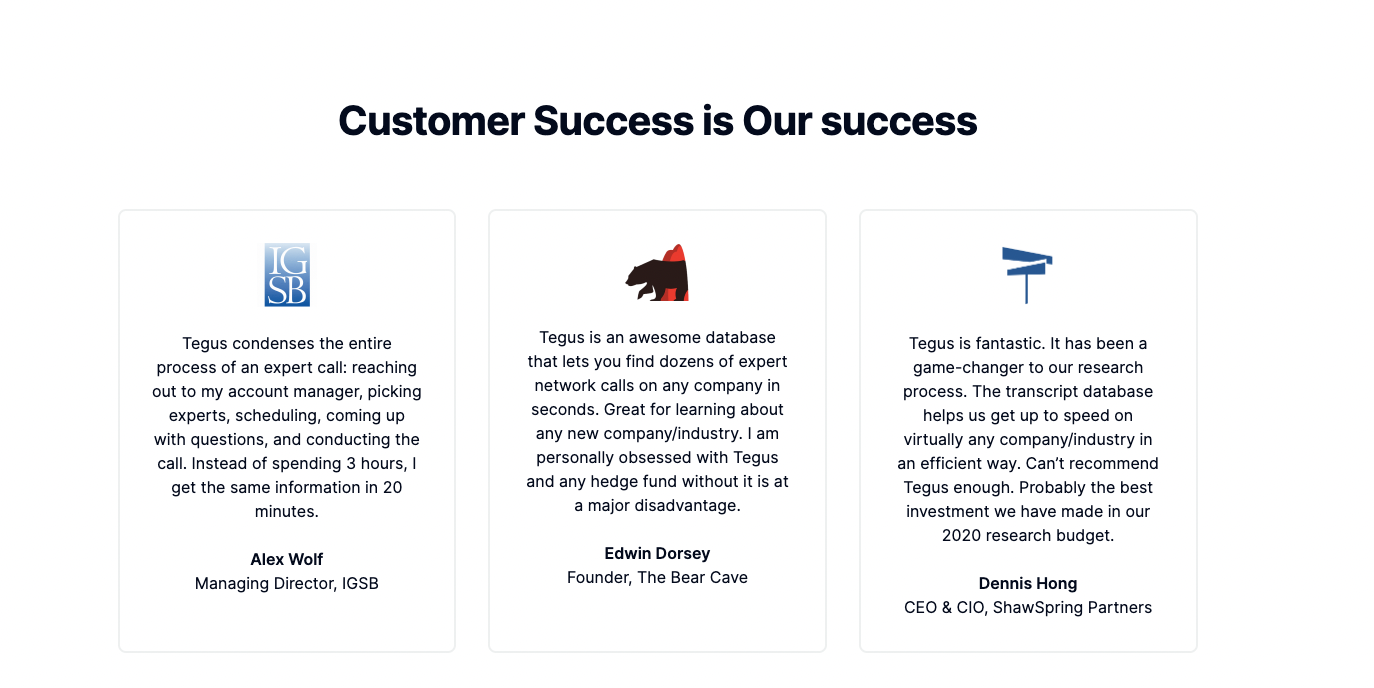 Customer Success is Our success
IG
SB
Tegus condenses the entire
process of an expert call: reaching
out to my account manager, picking
experts, scheduling, coming up
with questions, and conducting the
call. Instead of spending 3 hours, I
get the same information in 20
minutes.
Alex Wolf
Managing Director, IGSB
Tegus is an awesome database
that lets you find dozens of expert
network calls on any company in
seconds. Great for learning about
any new company/industry. I am
personally obsessed with Tegus
and any hedge fund without it is at
a major disadvantage.
Edwin Dorsey
Founder, The Bear Cave
Tegus is fantastic. It has been a
game-changer to our research
process. The transcript database
helps us get up to speed on
virtually any company/industry in
an efficient way. Can’t recommend
Tegus enough. Probably the best
investment we have made in our
2020 research budget.
Dennis Hong
CEO & CIO, ShawSpring Partners